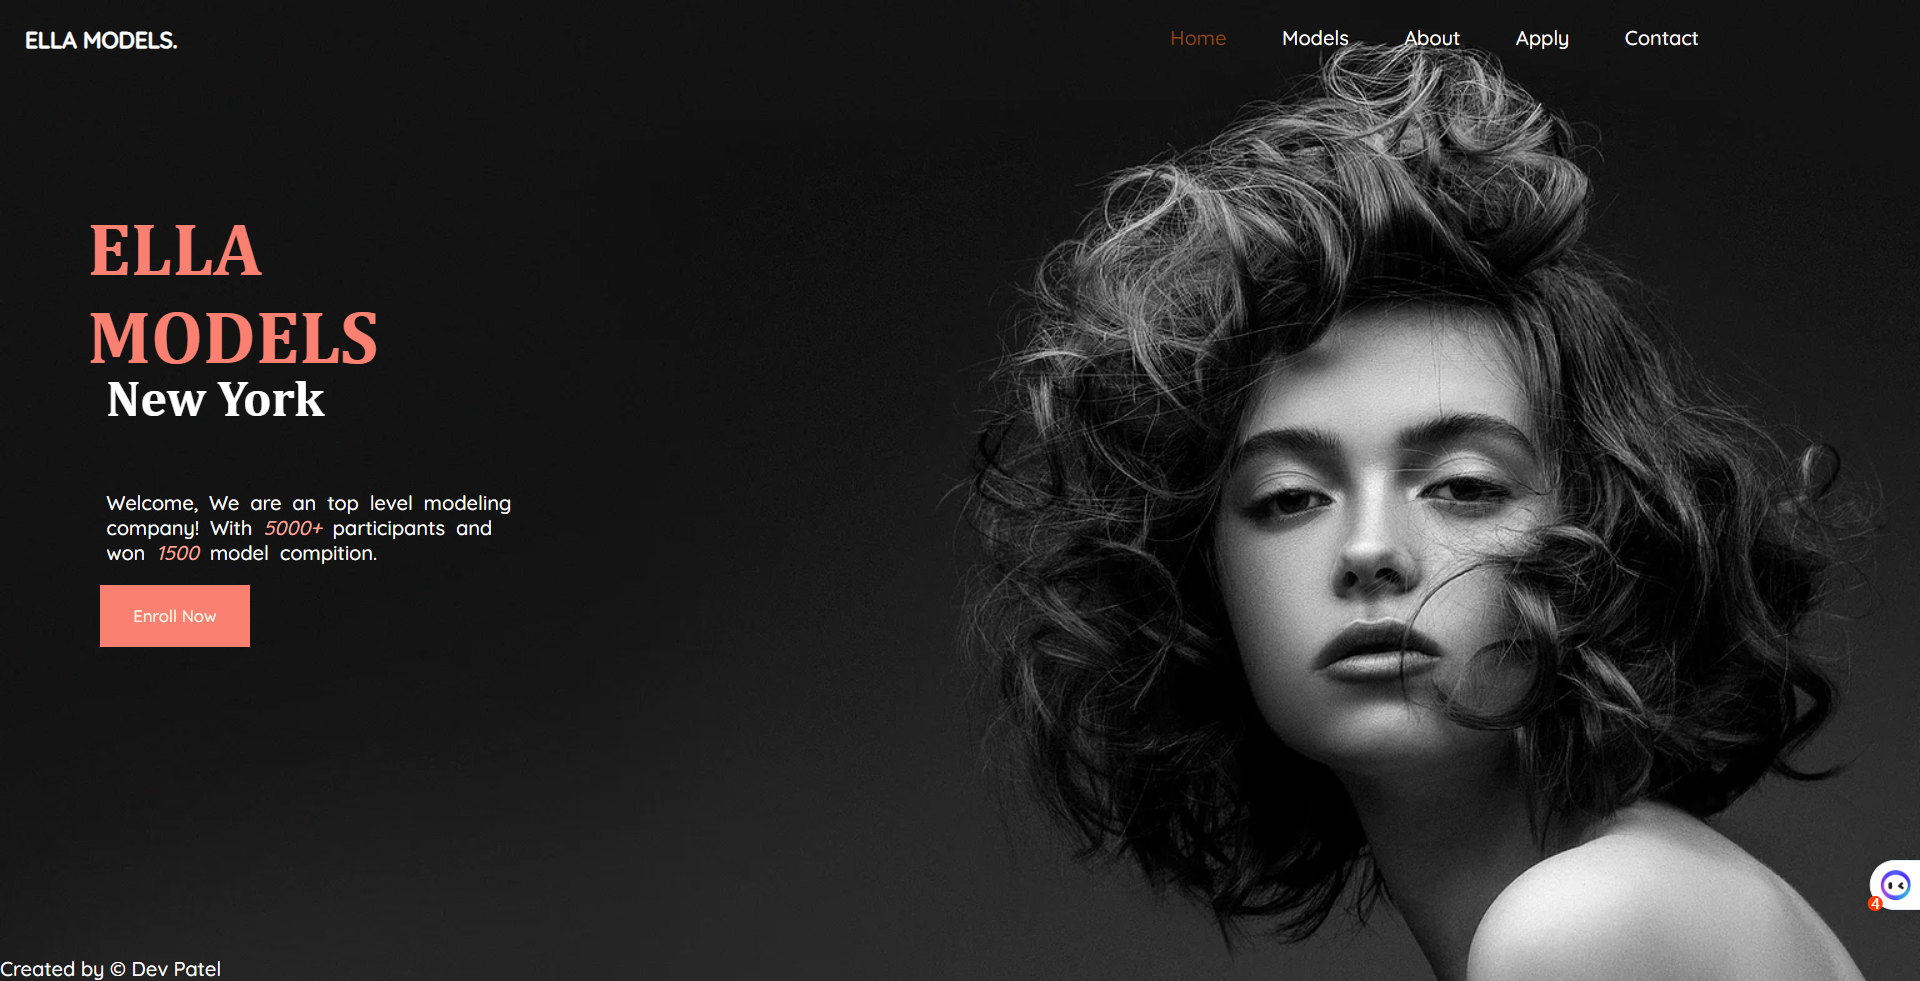 ELLA MODELS.
Home Models About Apply Contact
ELLA
MODELS
New York
Welcome, We are an top level modeling
company! With 5000+ participants and
won 1500 model compition.
Enroll Now
4
Created by © Dev Patel